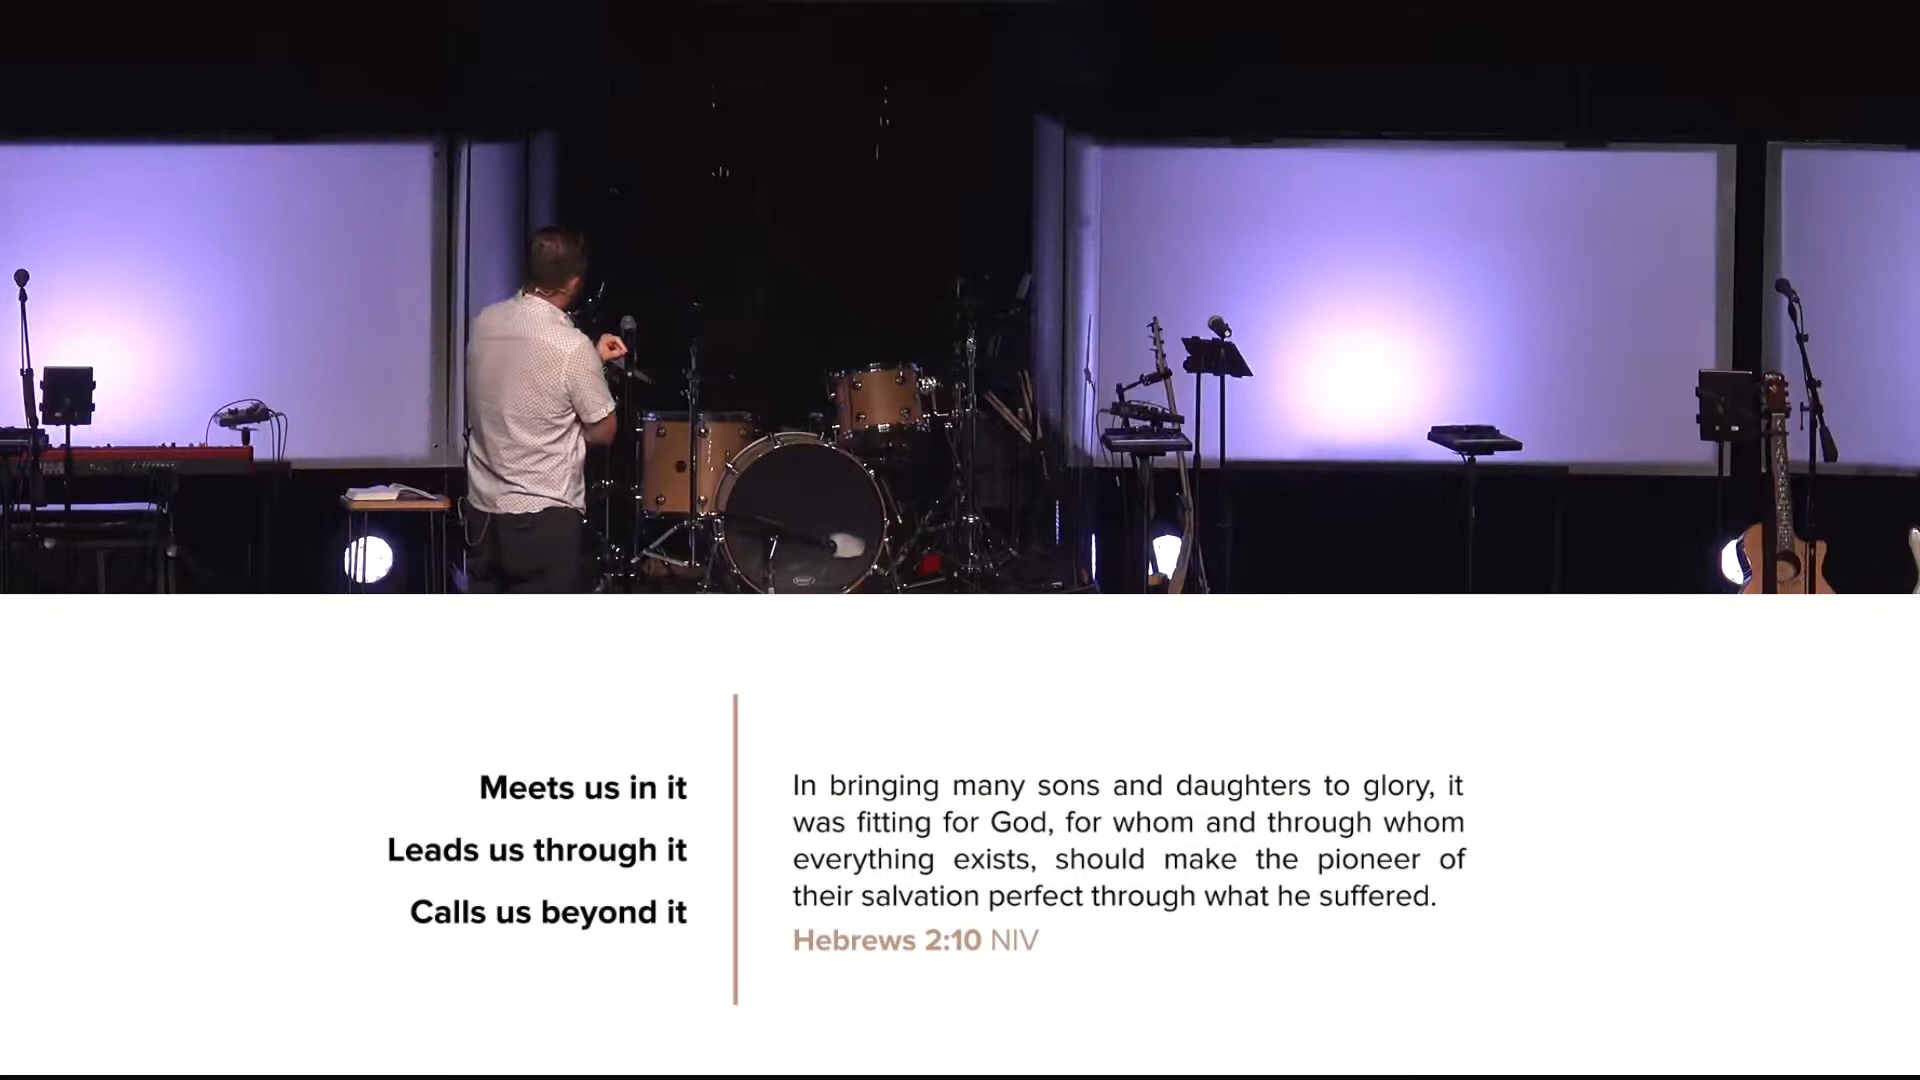 Meets us in it
Leads us through it
Calls us beyond it
In bringing many sons and daughters to glory, it
was fitting for God, for whom and through whom
everything exists, should make the pioneer of
their salvation perfect through what he suffered.
Hebrews 2:10 NIV